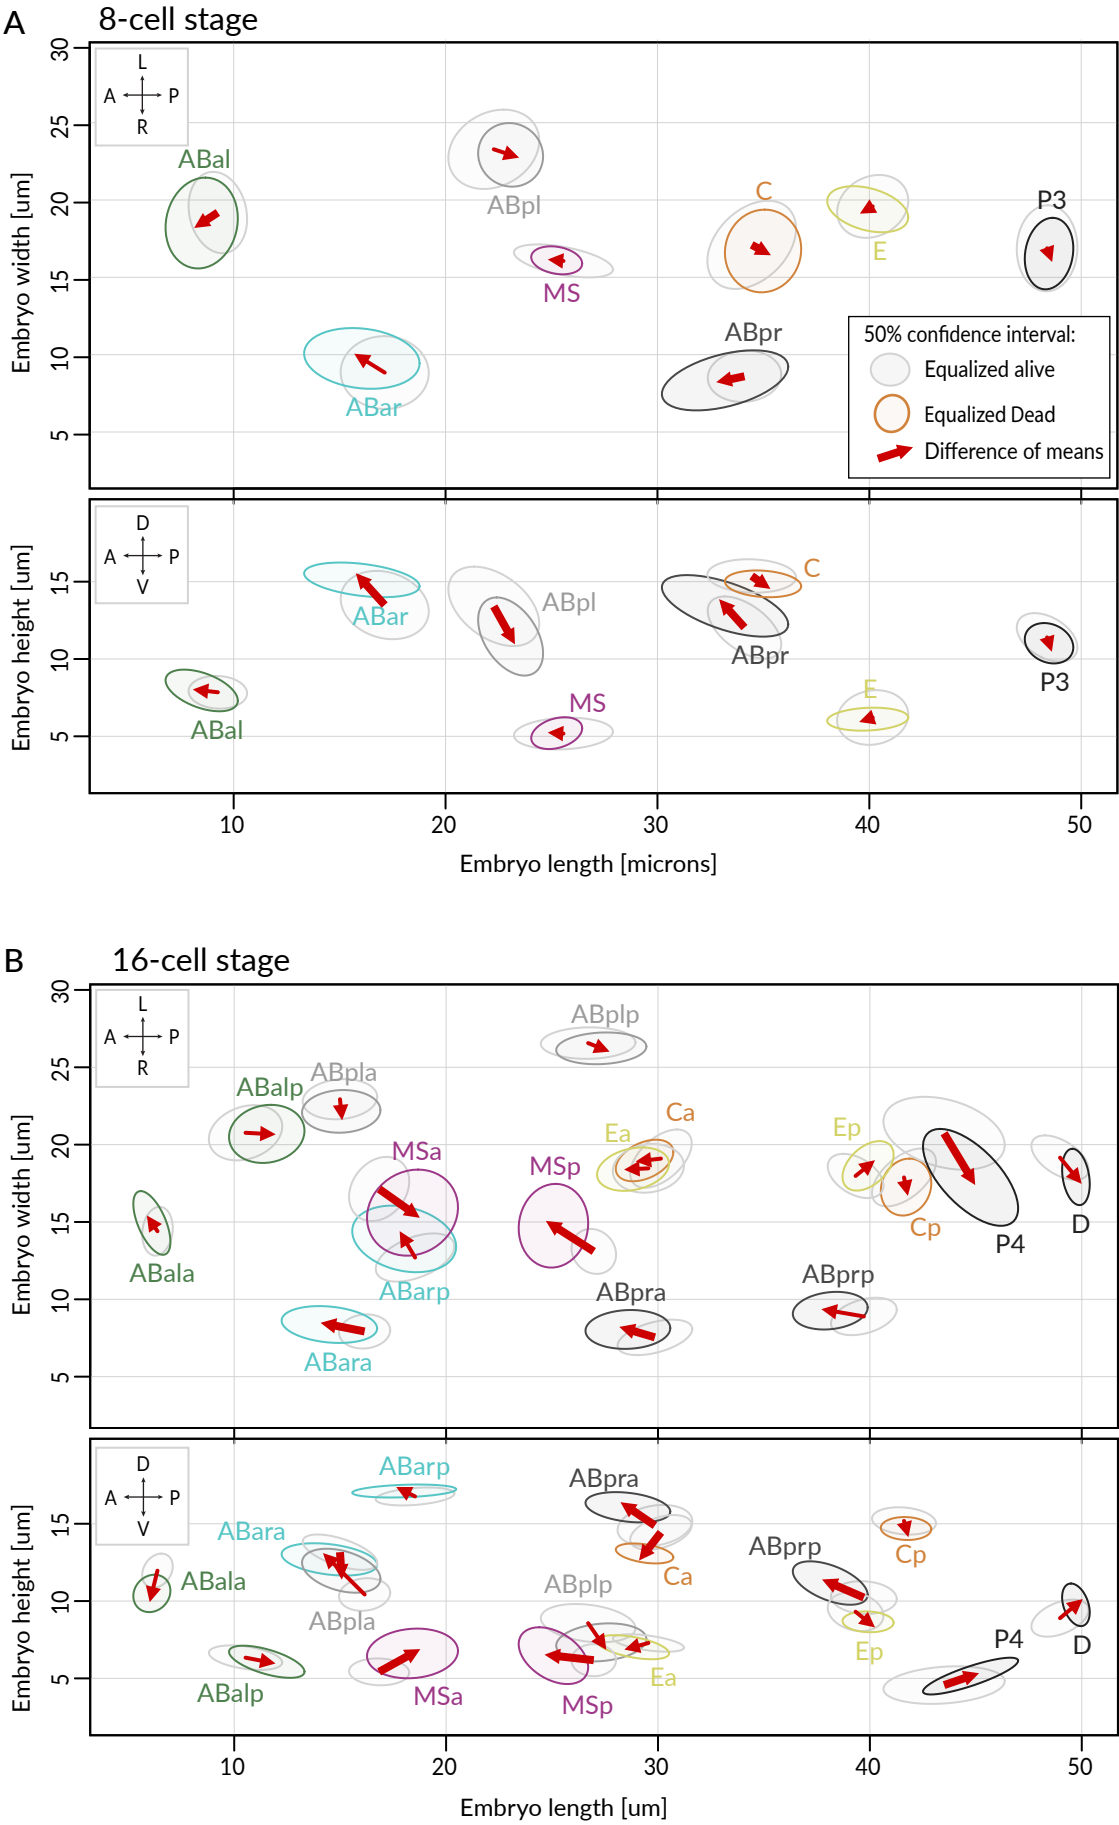 A 8-cell stage
Embryo width [um]
30
25
20
15
10
5
L
A P
R
ABal
ABpl
MS
C
E
P3
ABar
ABpr
50% confidence interval:
Equalized alive
Equalized Dead
Difference of means
Embryo height [um]
15
10
5
D
A P
V
ABar
ABpl
C
ABpr
P3
ABal
MS
E
10 20 30 40 50
Embryo length [microns]
B 16-cell stage
Embryo width [um]
30
25
20
15
10
5
L
A P
R
ABplp
ABpla
ABalp
Ca
Ea
Ep
MSa
MSp
Cp
D
P4
ABala
ABarp
ABpra
ABprp
ABara
Embryo height [um]
15
10
5
D
A P
V
ABarp
ABpra
ABara
ABprp
Cp
Ca
ABala
ABplp
ABpla
P4
D
Ep
Ea
ABalp
MSa
MSp
10 20 30 40 50
Embryo length [um]